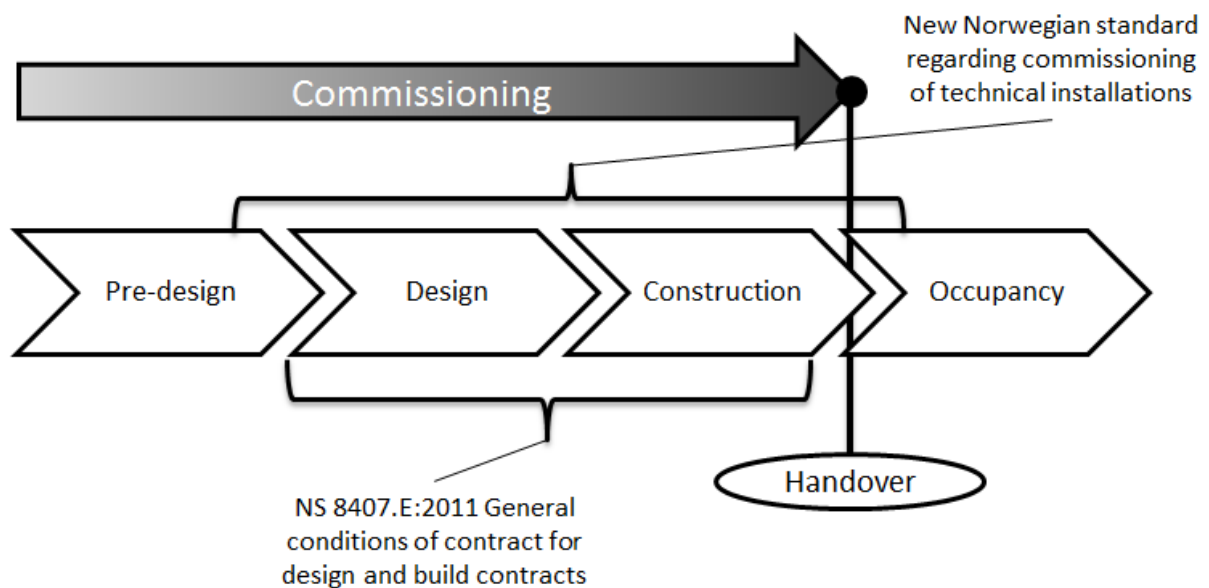 New Norwegian standard
regarding commissioning
of technical installations
Commissioning
Pre-design
Design
Construction
Occupancy
Handover
NS 8407.E:2011 General
conditions of contract for
design and build contracts